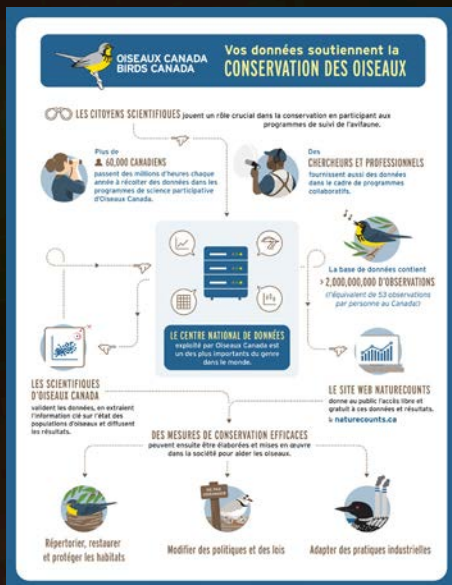 OISEAUX CANADA
BIRDS CANADA
Vos données soutiennent la
CONSERVATION DES OISEAUX
LES CITOYENS SCIENTIFIQUES jouent un rôle crucial dans la conservation en participant aux
programmes de suivi de l'avifaune.
Plus de
60,000 CANADIENS
passent des millions d'heures chaque
année à récolter des données dans les
programmes de science participative
d'Oiseaux Canada.
Des
CHERCHEURS ET PROFESSIONNELS
fournissent aussi des données
dans le cadre de programmes
collaboratifs.
La base de données contient
> 2,000,000,000 D'OBSERVATIONS
(l'équivalent de 53 observations
par personne au Canada!)
LE CENTRE NATIONAL DE DONNÉES
exploité par Oiseaux Canada est
un des plus importants du genre
dans le monde.
LES SCIENTIFIQUES
D'OISEAUX CANADA
valident les données, en extraient
l'information clé sur l'état des
populations d'oiseaux et diffusent
les résultats.
LE SITE WEB NATURECOUNTS
donne au public l'accès libre et
gratuit à ces données et résultats.
naturecounts.ca
DES MESURES DE CONSERVATION EFFICACES
peuvent ensuite être élaborées et mises en œuvre
dans la société pour aider les oiseaux.
Répertorier, restaurer
et protéger les habitats
Modifier des politiques et des lois
Adapter des pratiques industrielles